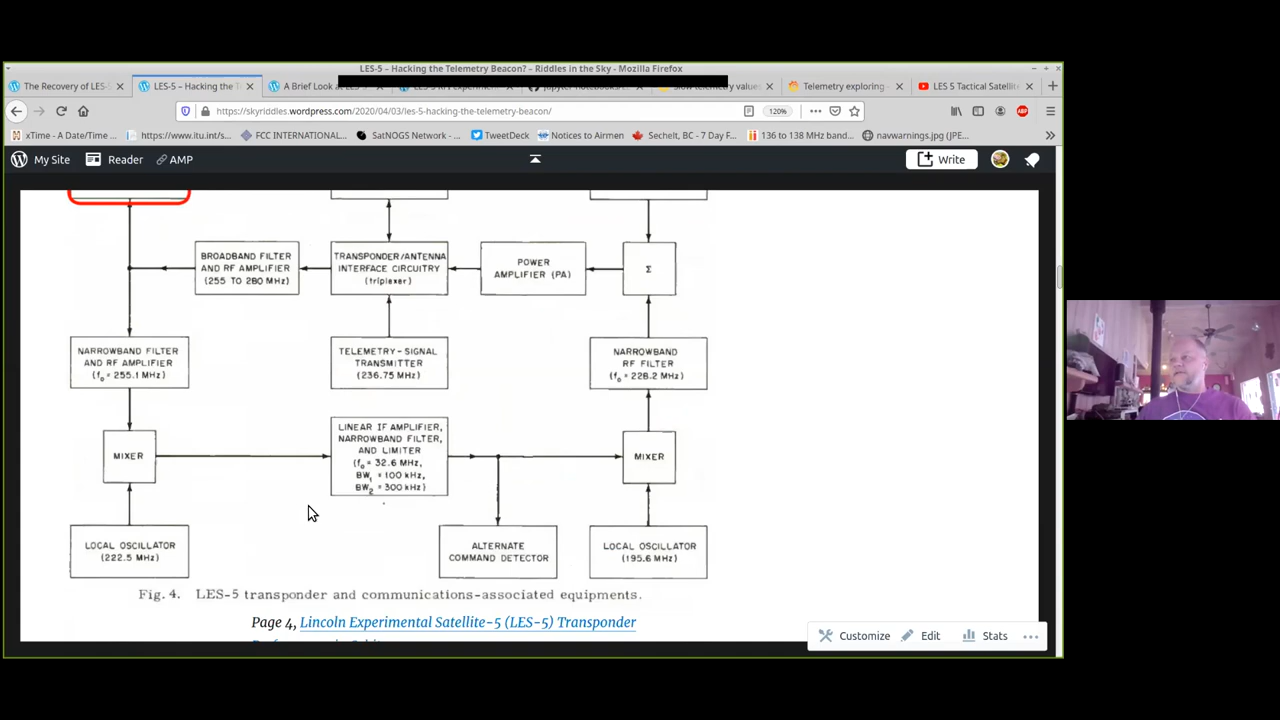 LES-5 – Hacking the Telemetry Beacon? – Riddles in the Sky - Mozilla Firefox
The Recovery of LES-
LES-5 – Hacking the T
A Brief Look at LES-
Telemetry exploring -
LES 5 Tactical Satellit
https://skyriddles.wordpress.com/2020/04/03/les-5-hacking-the-telemetry-beacon/
120%
ABP
xTime - A Date/Time ...
https://www.itu.int/s...
FCC INTERNATIONAL...
SatNOGS Network - ...
TweetDeck
Notices to Airmen
Sechelt, BC - 7 Day F...
136 to 138 MHz band...
navwarnings.jpg (JPE...
My Site
Reader
AMP
Write
BROADBAND FILTER
AND RF AMPLIFIER
(255 TO 280 MHz)
TRANSPONDER/ANTENNA
INTERFACE CIRCUITRY
(triplexer)
POWER
AMPLIFIER (PA)
Σ
NARROWBAND FILTER
AND RF AMPLIFIER
(fo = 255.1 MHz)
TELEMETRY-SIGNAL
TRANSMITTER
(236.75 MHz)
NARROWBAND
RF FILTER
(fo = 228.2 MHz)
MIXER
LINEAR IF AMPLIFIER,
NARROWBAND FILTER,
AND LIMITER
(fo = 32.6 MHz,
BW1 = 100 kHz,
BW2 = 300 kHz)
MIXER
LOCAL OSCILLATOR
(222.5 MHz)
ALTERNATE
COMMAND DETECTOR
LOCAL OSCILLATOR
(195.6 MHz)
Fig. 4. LES-5 transponder and communications-associated equipments.
Page 4, Lincoln Experimental Satellite-5 (LES-5) Transponder
Customize
Edit
Stats